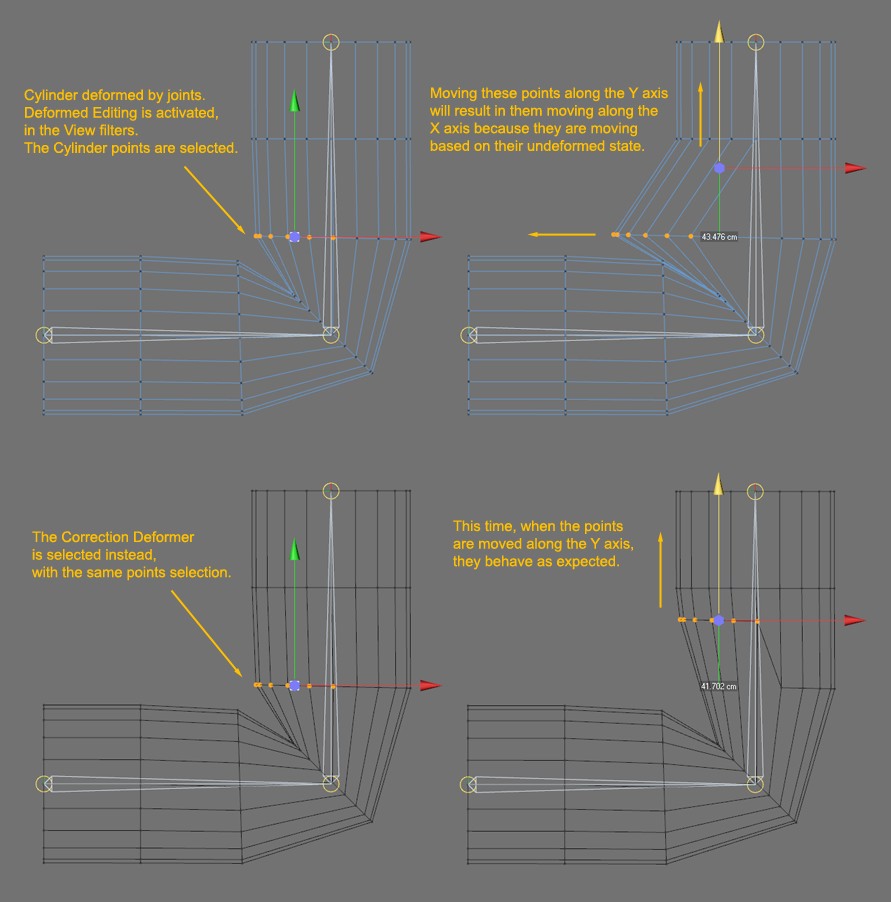 Cylinder deformed by joints.
Deformed Editing is activated,
in the View filters.
The Cylinder points are selected.
Moving these points along the Y axis
will result in them moving along the
X axis because they are moving
based on their undeformed state.
43.476 cm
The Correction Deformer
is selected instead,
with the same points selection.
This time, when the points
are moved along the Y axis,
they behave as expected.
41.702 cm